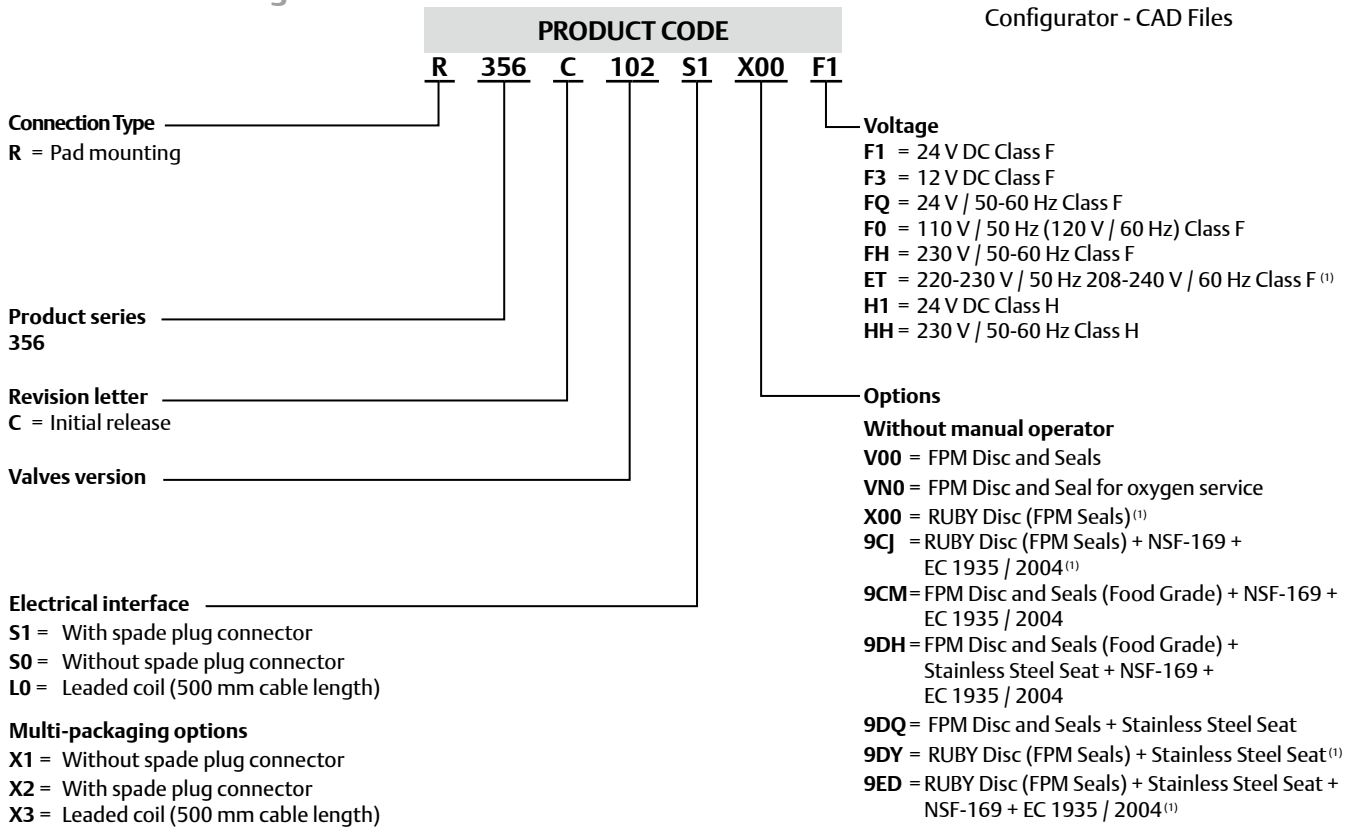 PRODUCT CODE
Configurator - CAD Files
R 356 C 102 S1 X00 F1
Connection Type
R = Pad mounting
Product series
356
Revision letter
C = Initial release
Valves version
Electrical interface
S1 = With spade plug connector
S0 = Without spade plug connector
L0 = Leaded coil (500 mm cable length)
Multi-packaging options
X1 = Without spade plug connector
X2 = With spade plug connector
X3 = Leaded coil (500 mm cable length)
Voltage
F1 = 24 V DC Class F
F3 = 12 V DC Class F
FQ = 24 V / 50-60 Hz Class F
F0 = 110 V / 50 Hz (120 V / 60 Hz) Class F
FH = 230 V / 50-60 Hz Class F
ET = 220-230 V / 50 Hz 208-240 V / 60 Hz Class F (1)
H1 = 24 V DC Class H
HH = 230 V / 50-60 Hz Class H
Options
Without manual operator
V00 = FPM Disc and Seals
VN0 = FPM Disc and Seal for oxygen service
X00 = RUBY Disc (FPM Seals)(1)
9CJ = RUBY Disc (FPM Seals) + NSF-169 +
EC 1935 / 2004(1)
9CM = FPM Disc and Seals (Food Grade) + NSF-169 +
EC 1935 / 2004
9DH = FPM Disc and Seals (Food Grade) +
Stainless Steel Seat + NSF-169 +
EC 1935 / 2004
9DQ = FPM Disc and Seals + Stainless Steel Seat
9DY = RUBY Disc (FPM Seals) + Stainless Steel Seat(1)
9ED = RUBY Disc (FPM Seals) + Stainless Steel Seat +
NSF-169 + EC 1935 / 2004(1)